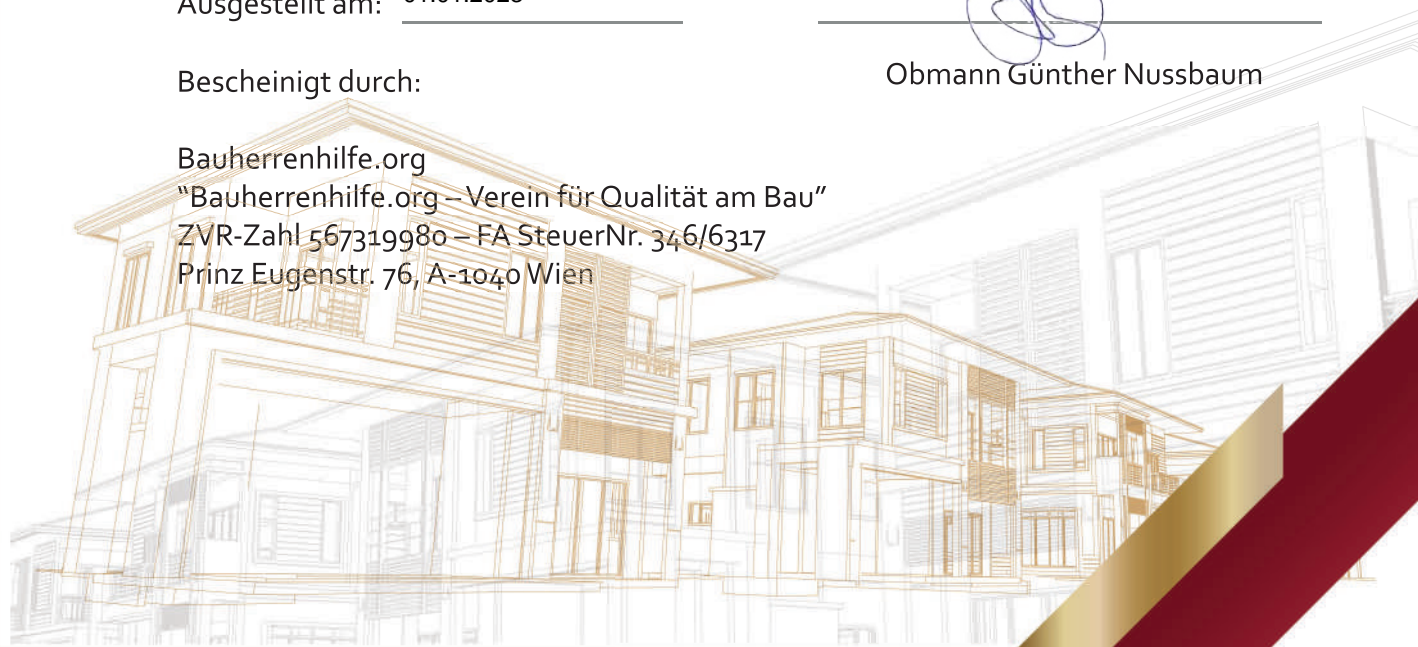 Ausgestellt am:
Obmann Günther Nussbaum
Bescheinigt durch:
Bauherrenhilfe.org
“Bauherrenhilfe.org – Verein für Qualität am Bau”
ZVR-Zahl 567319980 – FA SteuerNr. 346/6317
Prinz Eugenstr. 76, A-1040 Wien